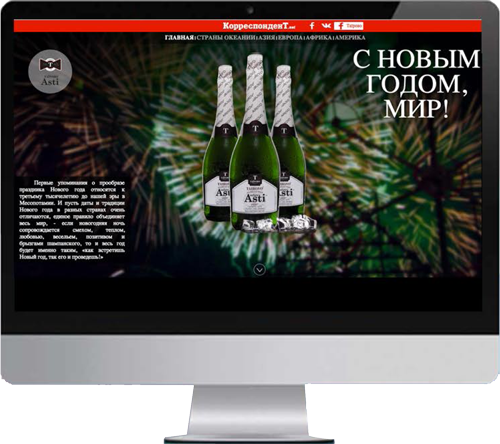 КорреспонденТ.net
Tairovo
ГЛАВНАЯ | СТРАНЫ ОКЕАНИИ | АЗИЯ | ЕВРОПА | АФРИКА | АМЕРИКА
С НОВЫМ
ГОДОМ,
МИР!
Asti
T
Asti
Первые упоминания о прообразе
праздника Нового года относятся к
третьему тысячелетию до нашей эры в
Месопотамии. И пусть даты и традиции
Нового года в разных странах очень
отличаются, единое правило объединяет
весь мир, - если новогодняя ночь
сопровождается смехом, теплом,
любовью, весельем, позитивом и
брызгами шампанского, то и весь год
будет именно таким, «как встретишь
Новый год, так его и проведешь!»